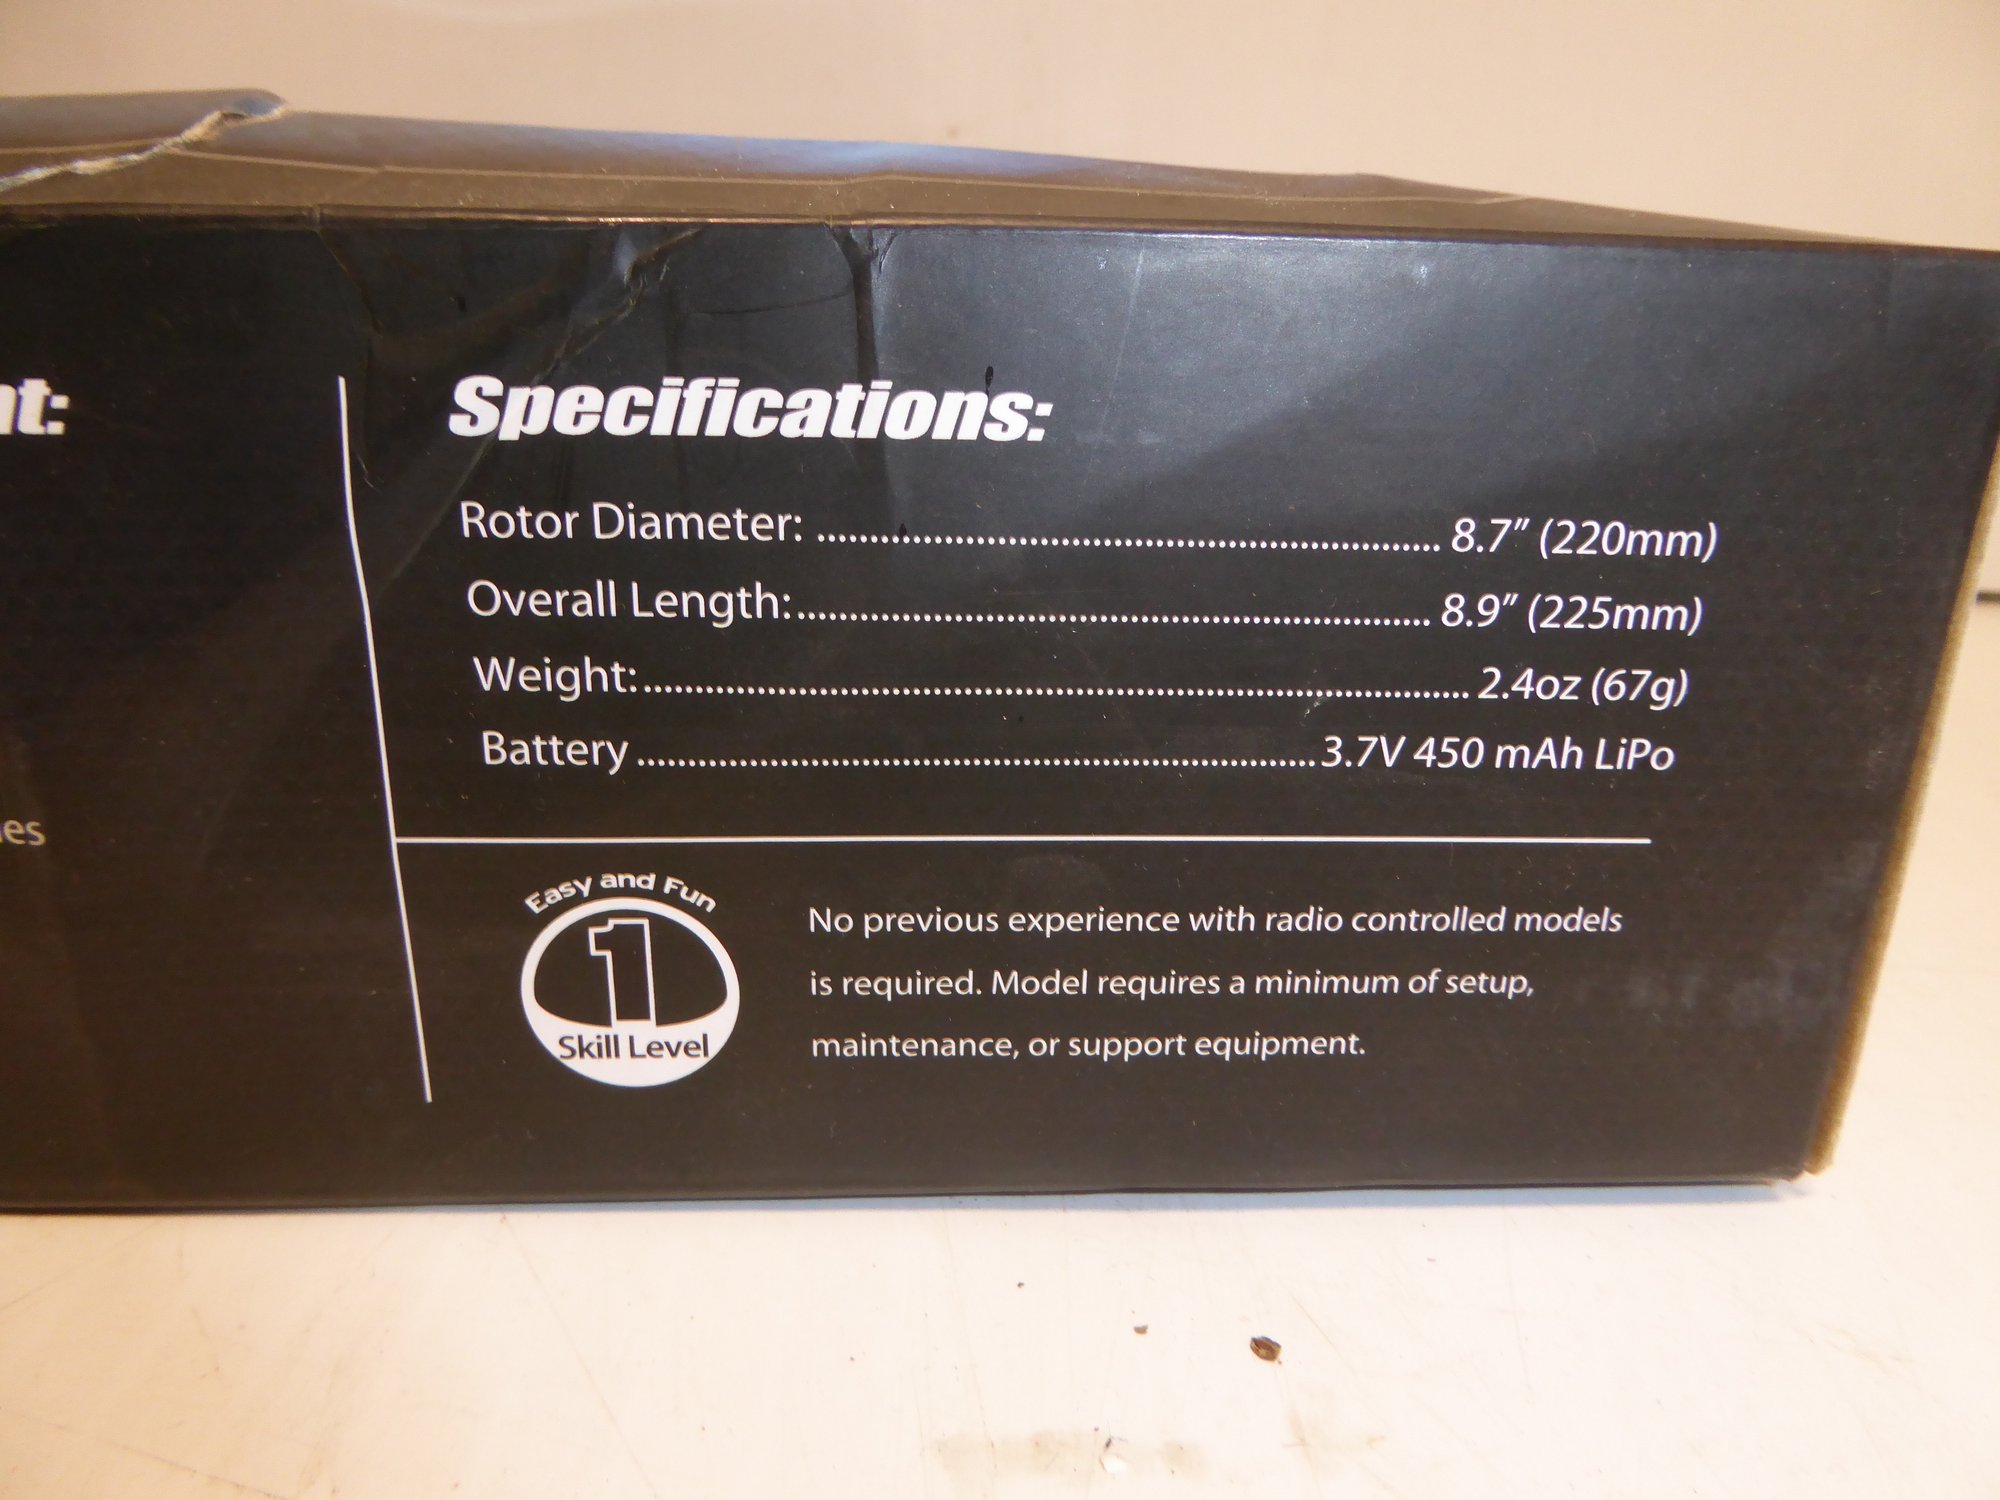 Specifications:
Rotor Diameter: ............................................................ 8.7" (220mm)
Overall Length:............................................................. 8.9" (225mm)
Weight:................................................................................ 2.4oz (67g)
Battery .................................................................3.7V 450 mAh LiPo
Easy and Fun
1
Skill Level
No previous experience with radio controlled models
is required. Model requires a minimum of setup,
maintenance, or support equipment.